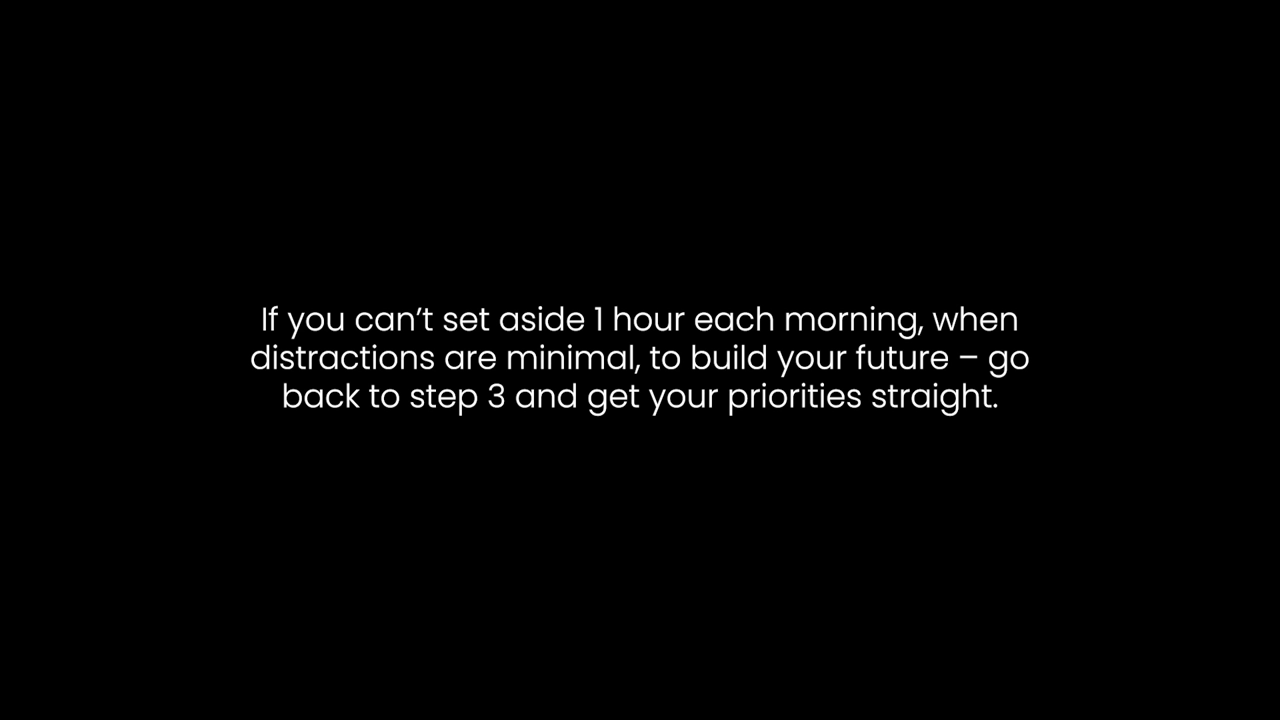 If you can’t set aside 1 hour each morning, when
distractions are minimal, to build your future – go
back to step 3 and get your priorities straight.